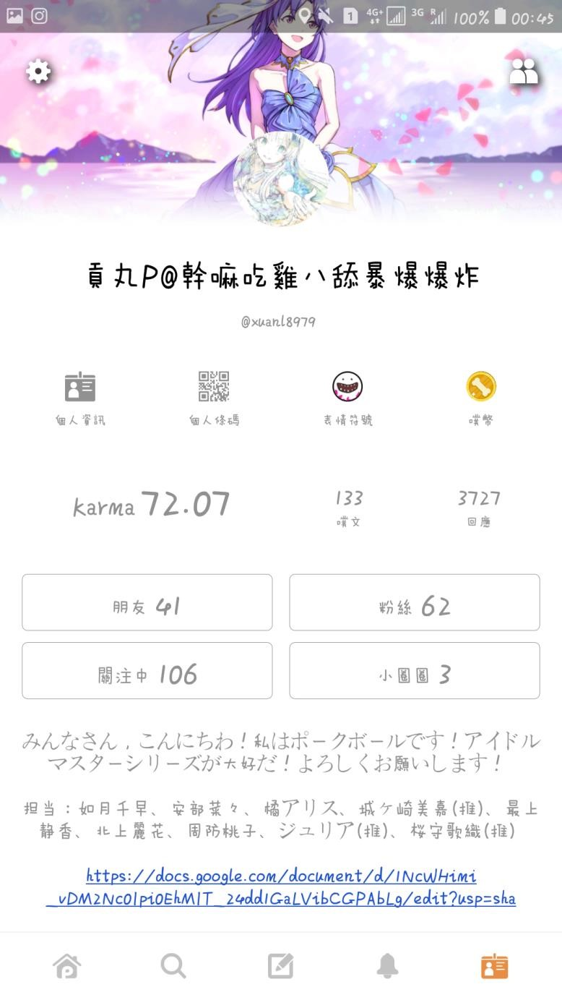 1 4G+ 3G R 100% 00:45
貢丸P@幹嘛吃雞八舔暴爆爆炸
@xuanl8979
個人資訊 個人條碼 表情符號 噗幣
karma 72.07 133 3727
噗文 回應
朋友 41 粉絲 62
關注中 106 小圈圈 3
みんなさん,こんにちわ!私はポークボールです!アイドル
マスターシリーズが大好だ!よろしくお願いします!
担当:如月千早、安部菜々、橘アリス、城ケ崎美嘉(推)、最上
靜香、北上麗花、周防桃子、ジュリア(推)、桜守歌織(推)
https://docs.google.com/document/d/1NcWHimi
_vDM2Nc0lpi0EhMlT_24dd1GaLVibCGPAbLg/edit?usp=sha